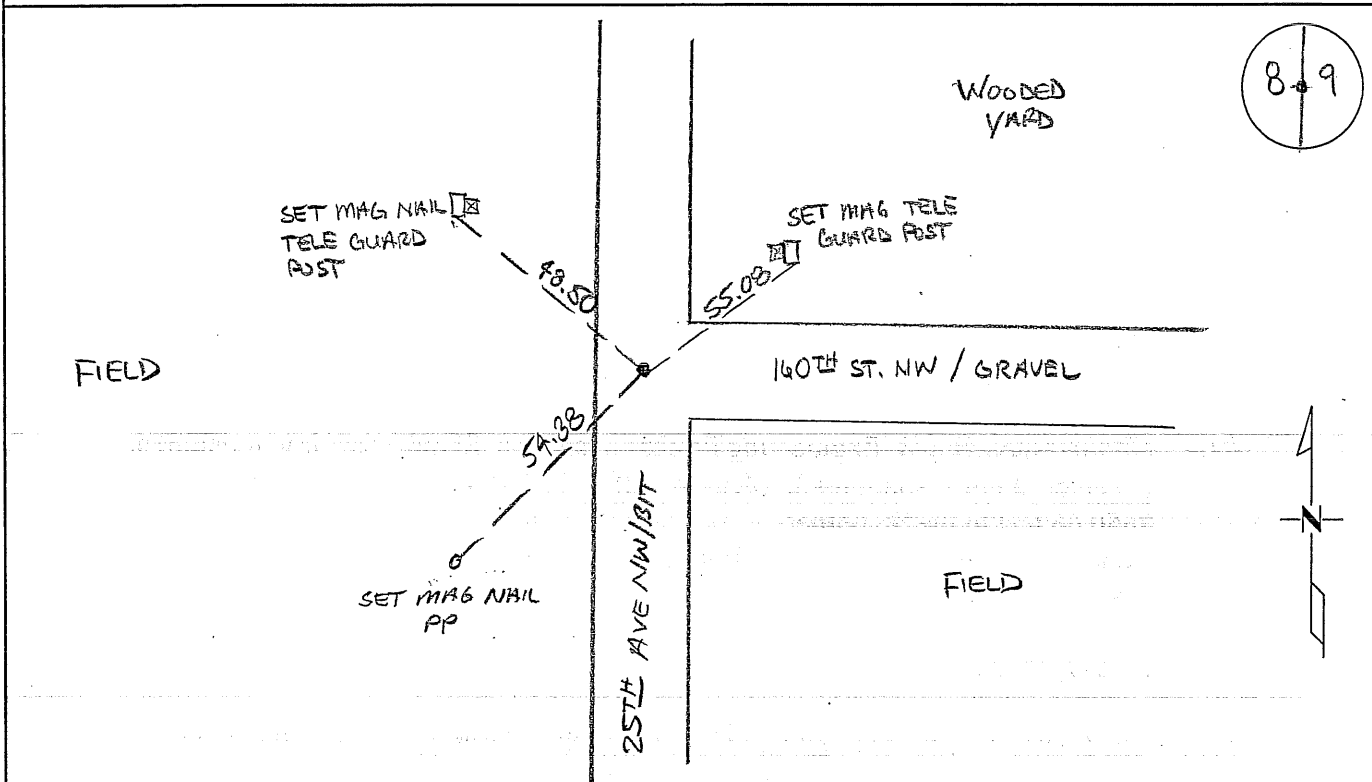 WOODED
YARD
8 9
SET MAG NAIL
TELE GUARD
POST
SET MAG TELE
GUARD POST
48.50
55.08
FIELD
140TH ST. NW / GRAVEL
54.38
25TH AVE NW/BIT
SET MAG NAIL
PP
FIELD
N